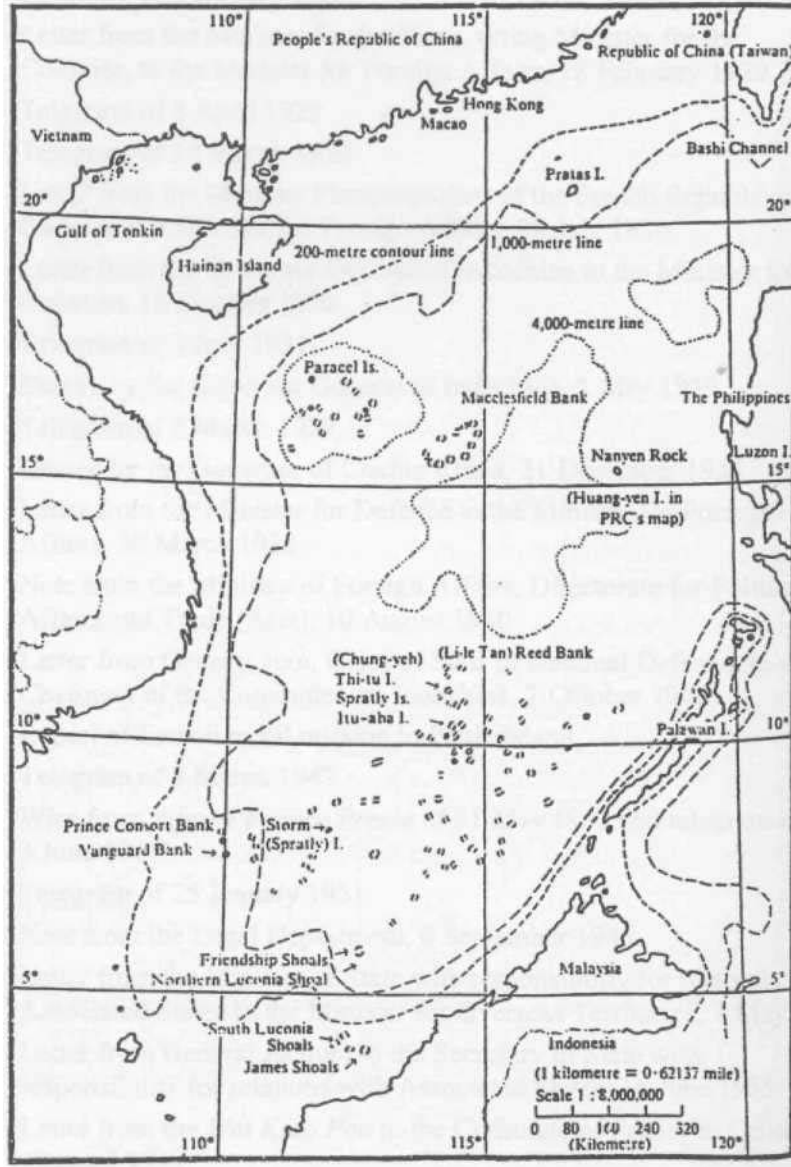 110°
115°
120°
People's Republic of China
Republic of China (Taiwan)
Hong Kong
Macao
Vietnam
Bashi Channel
Pratas I.
20°
20°
Gulf of Tonkin
200-metre contour line
1,000-metre line
Hainan Island
4,000-metre line
Paracel Is.
Macclesfield Bank
The Philippines
Nanyen Rock
Luzon I.
15°
15°
(Huang-yen I. in
PRC's map)
(Chung-yeh)
(Li-le Tan) Reed Bank
Thi-tu I.
Spratly Is.
Itu-aba I.
10°
10°
Palawan I.
Prince Consort Bank
Storm
Vanguard Bank
(Spratly) I.
Friendship Shoals
Malaysia
5°
Northern Luconia Shoal
5°
South Luconia
Shoals
Indonesia
James Shoals
(1 kilometre = 0·62137 mile)
Scale 1 : 8,000,000
0 80 160 240 320
(Kilometre)
110°
115°
120°